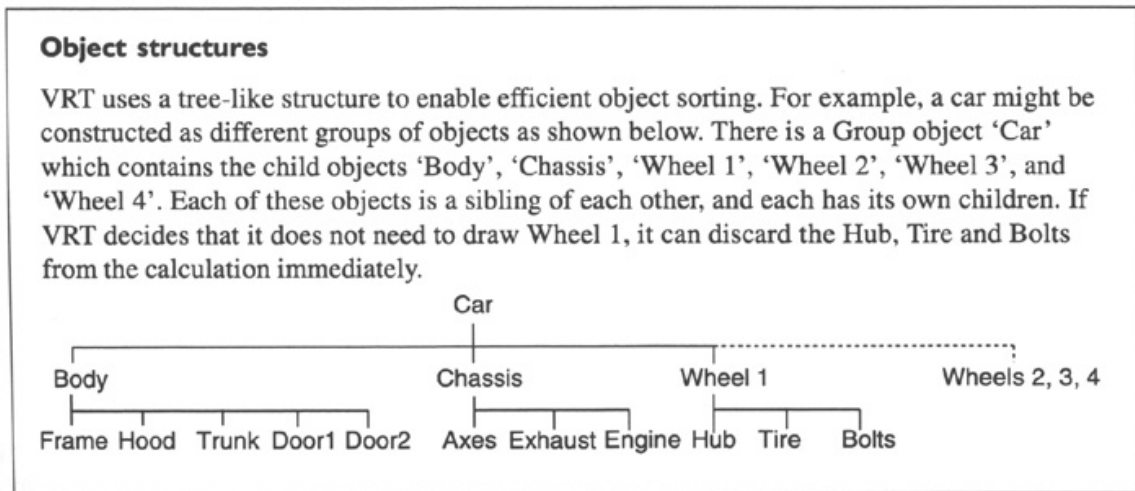 Object structures
VRT uses a tree-like structure to enable efficient object sorting. For example, a car might be
constructed as different groups of objects as shown below. There is a Group object ‘Car’
which contains the child objects ‘Body’, ‘Chassis’, ‘Wheel 1’, ‘Wheel 2’, ‘Wheel 3’, and
‘Wheel 4’. Each of these objects is a sibling of each other, and each has its own children. If
VRT decides that it does not need to draw Wheel 1, it can discard the Hub, Tire and Bolts
from the calculation immediately.
Car
Body Chassis Wheel 1 Wheels 2, 3, 4
Frame Hood Trunk Door1 Door2 Axes Exhaust Engine Hub Tire Bolts